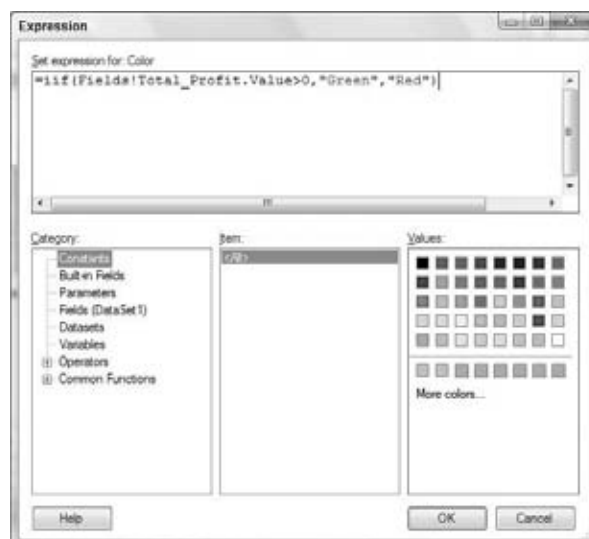 Expression
Set expression for: Color
=iif(Fields!Total_Profit.Value>0,"Green","Red")
Category:
Constants
Built-in Fields
Parameters
Fields (DataSet1)
Datasets
Variables
Operators
Common Functions
Item:
<All>
Values:
More colors...
Help
OK
Cancel